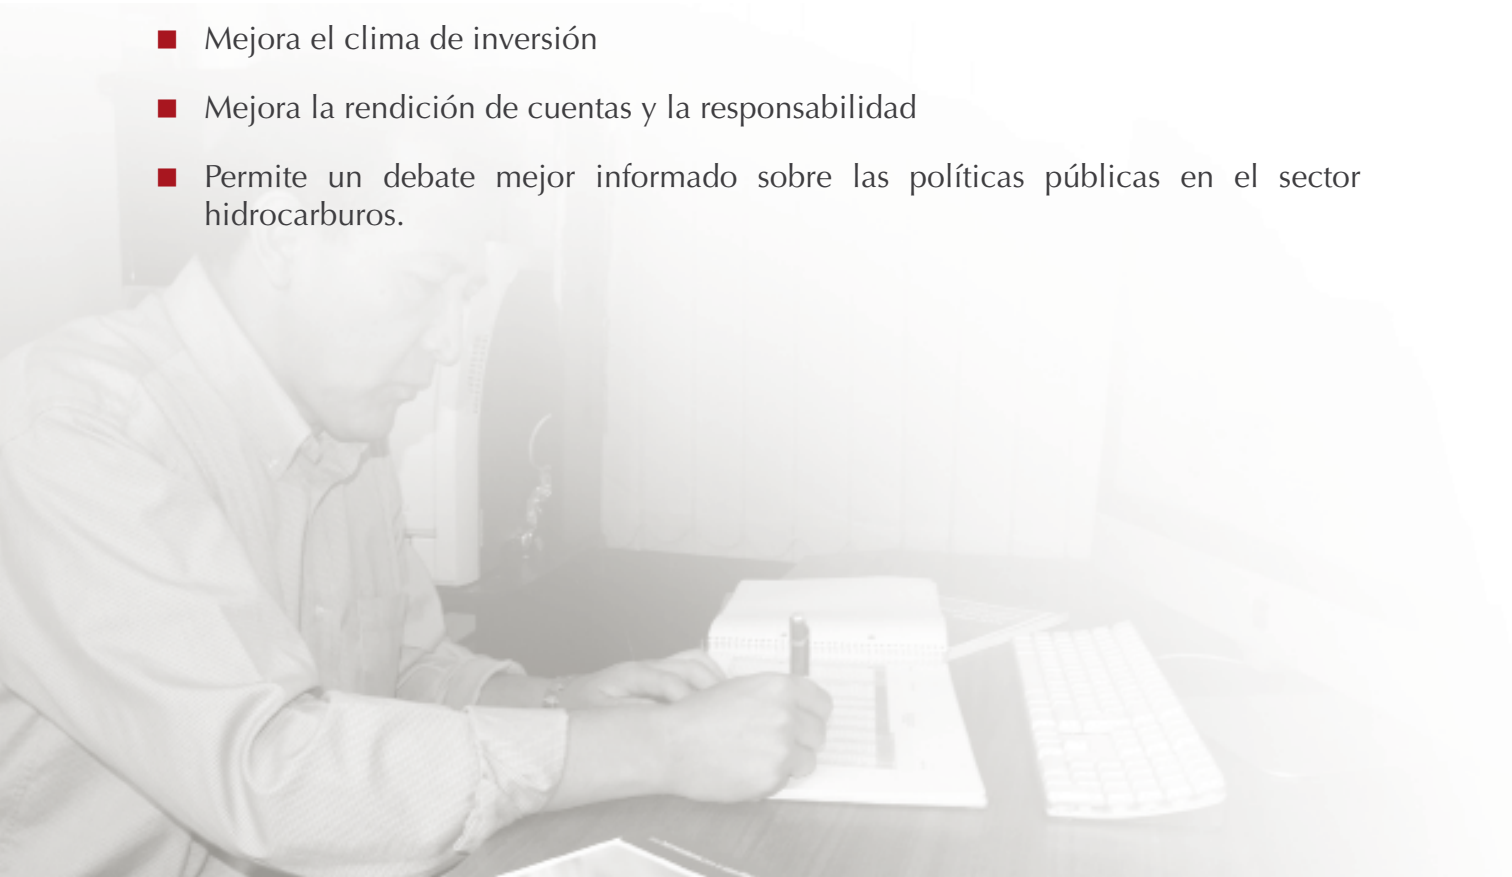 Mejora el clima de inversión
Mejora la rendición de cuentas y la responsabilidad
Permite un debate mejor informado sobre las políticas públicas en el sector
hidrocarburos.